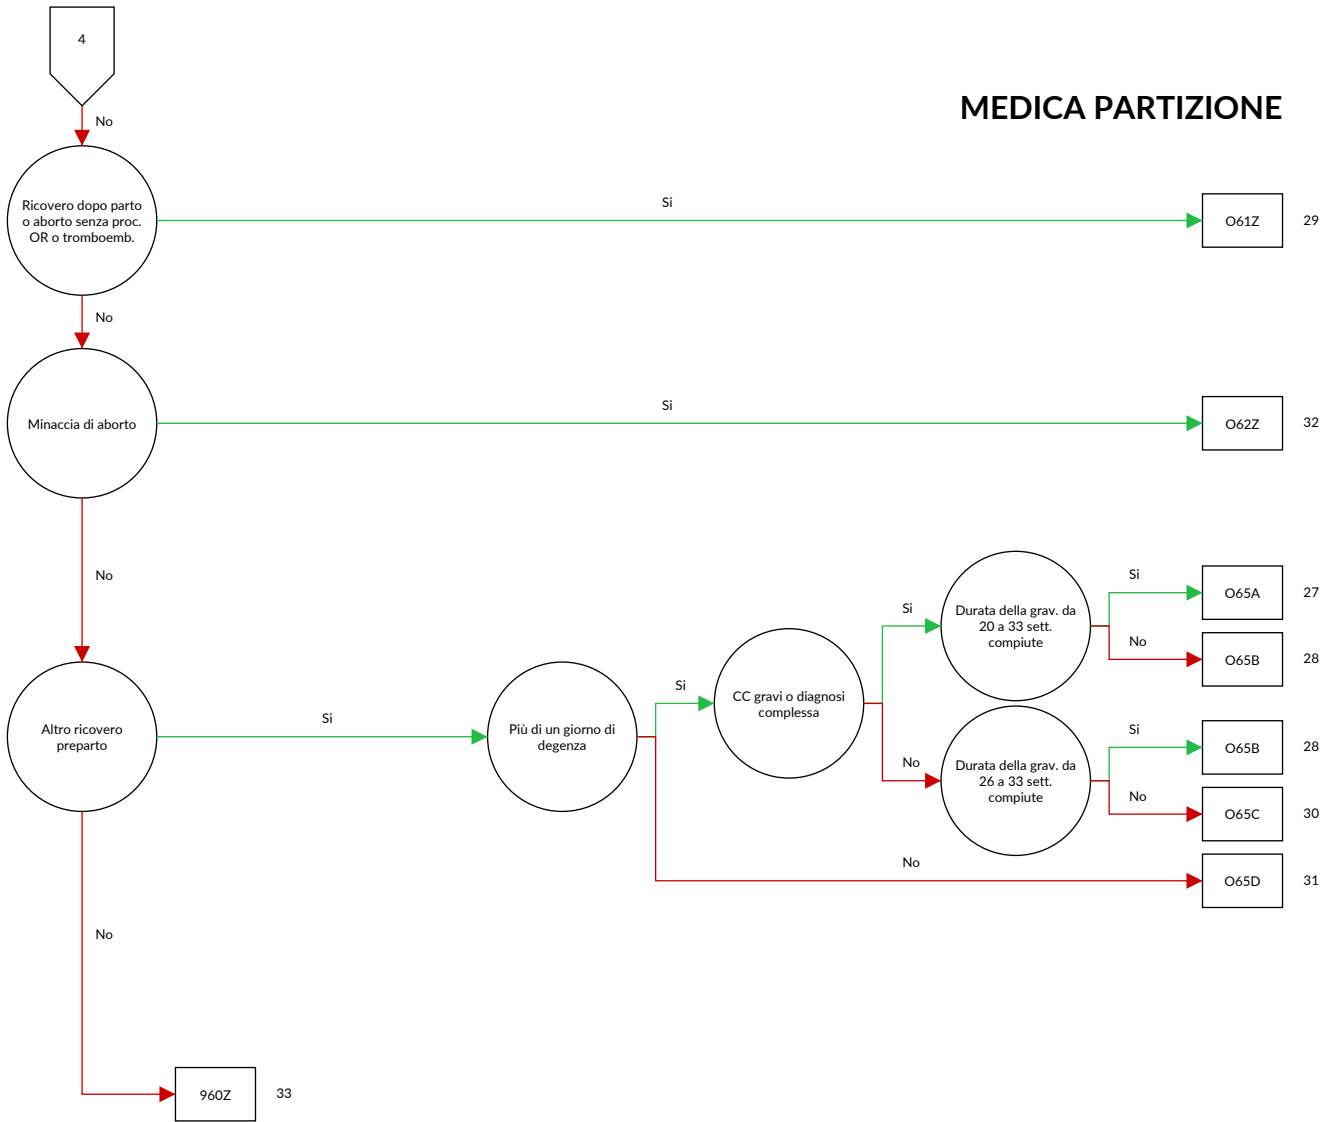 4
MEDICA PARTIZIONE
No
Ricovero dopo parto
o aborto senza proc.
OR o tromboemb.
Si
O61Z
29
No
Minaccia di aborto
Si
O62Z
32
No
Altro ricovero
preparto
Si
Più di un giorno di
degenza
Si
CC gravi o diagnosi
complessa
Si
Durata della grav. da
20 a 33 sett.
compiute
Si
O65A
27
No
O65B
28
No
Durata della grav. da
26 a 33 sett.
compiute
Si
O65B
28
No
O65C
30
No
O65D
31
No
960Z
33